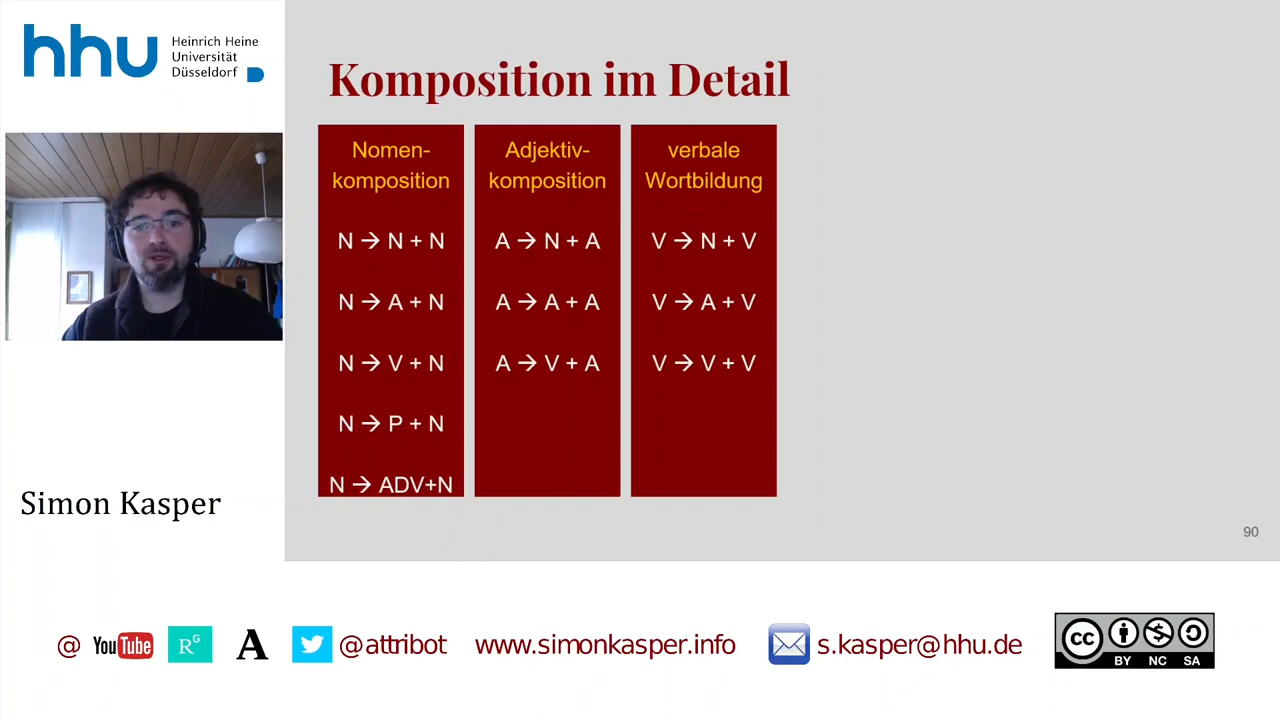 hhu Heinrich Heine
Universität
Düsseldorf
Komposition im Detail
Nomen-
komposition
N → N + N
N → A + N
N → V + N
N → P + N
N → ADV+N
Adjektiv-
komposition
A → N + A
A → A + A
A → V + A
verbale
Wortbildung
V → N + V
V → A + V
V → V + V
Simon Kasper
90
@ YouTube RG A @attribot www.simonkasper.info s.kasper@hhu.de
cc BY NC SA